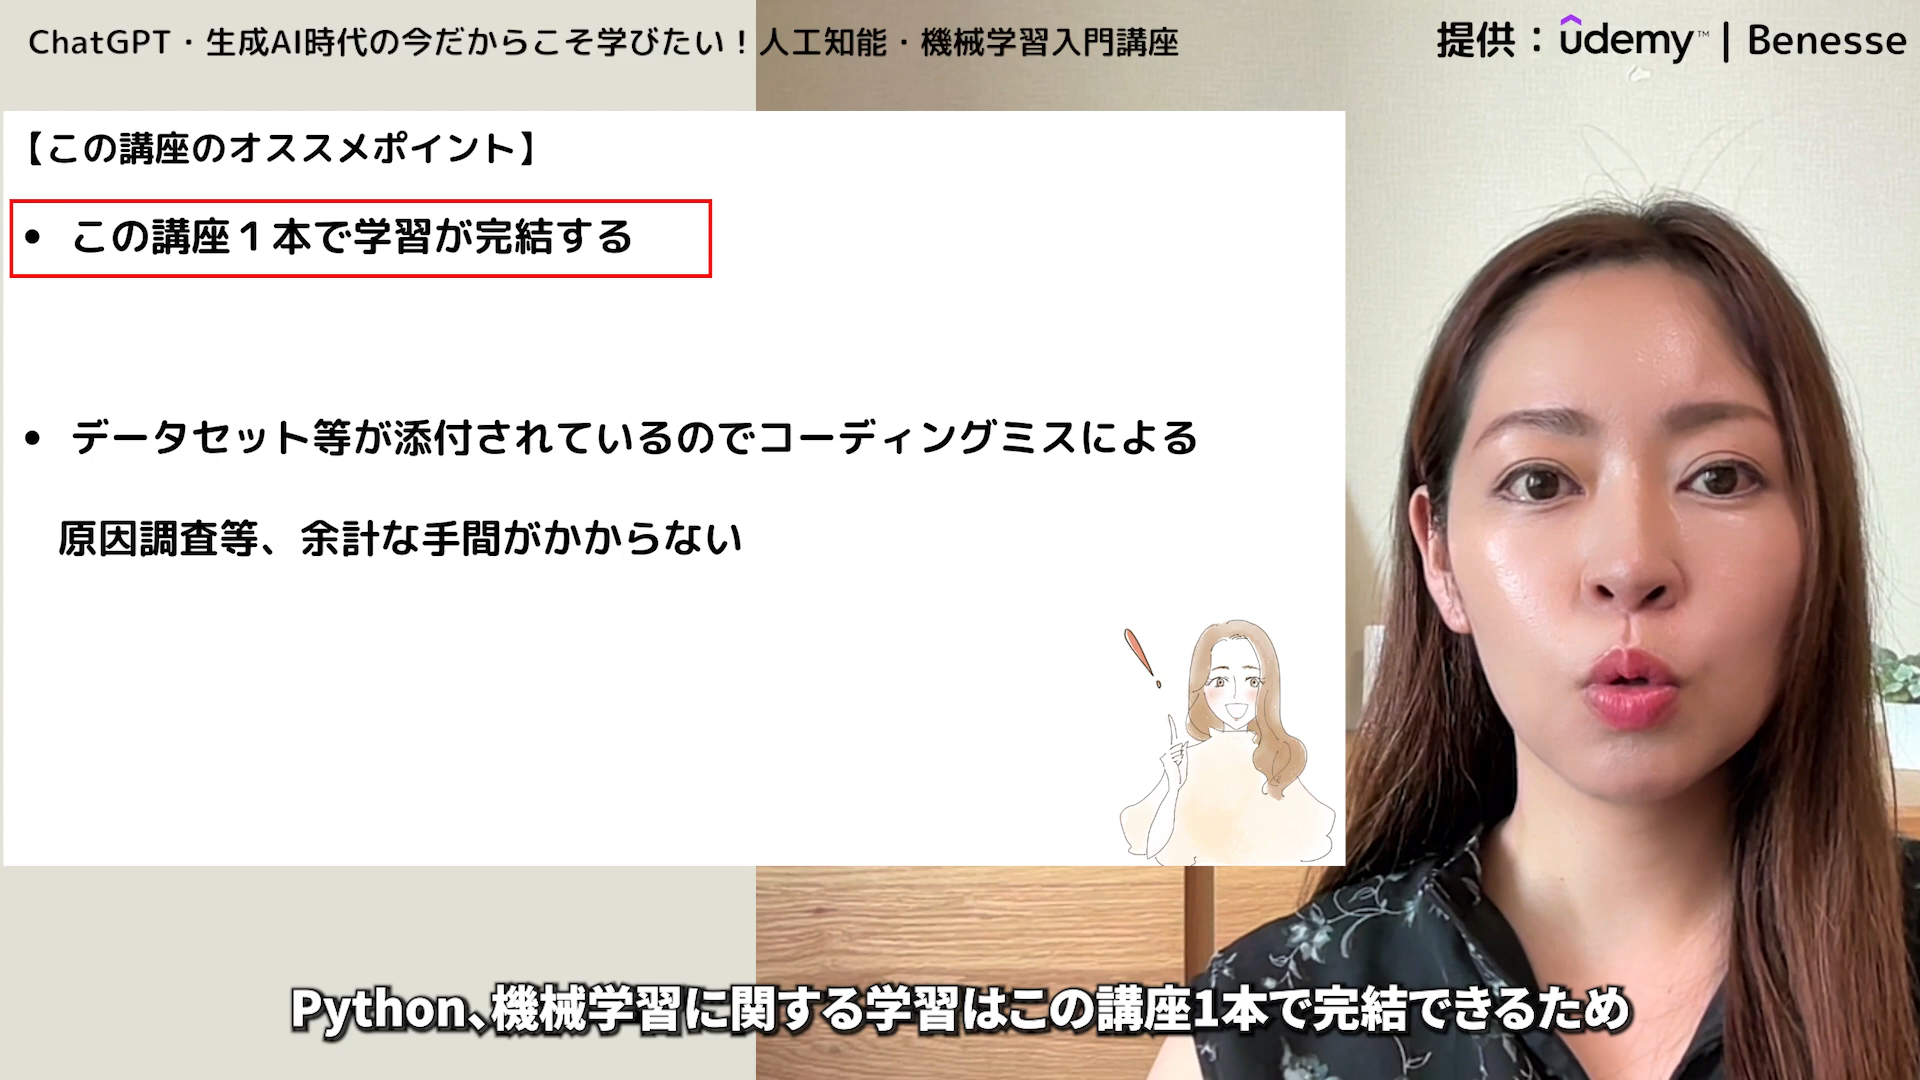 ChatGPT・生成AI時代の今だからこそ学びたい！人工知能・機械学習入門講座
提供：udemy™ | Benesse
【この講座のオススメポイント】
• この講座１本で学習が完結する
• データセット等が添付されているのでコーディングミスによる
原因調査等、余計な手間がかからない
Python、機械学習に関する学習はこの講座1本で完結できるため